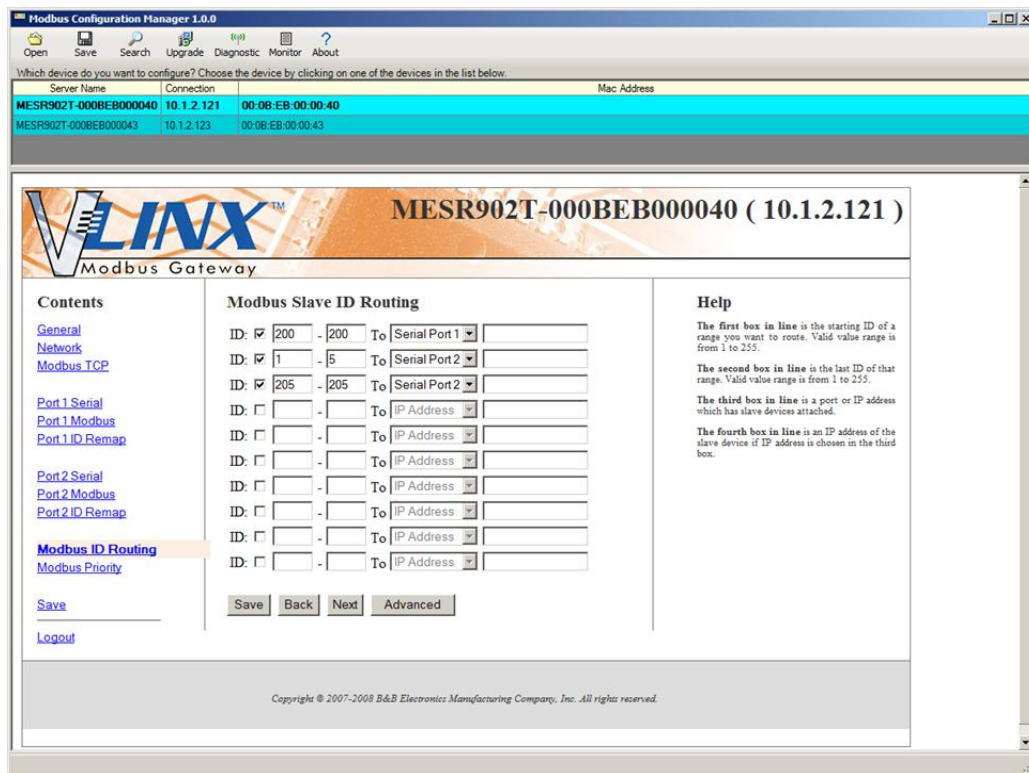 Modbus Configuration Manager 1.0.0
Open Save Search Upgrade Diagnostic Monitor About
Which device do you want to configure? Choose the device by clicking on one of the devices in the list below.
Server Name Connection Mac Address
MESR902T-000BEB000040 10.1.2.121 00:0B:EB:00:00:40
MESR902T-000BEB000043 10.1.2.123 00:0B:EB:00:00:43
VLINX™
Modbus Gateway
MESR902T-000BEB000040 ( 10.1.2.121 )
Contents
General
Network
Modbus TCP
Port 1 Serial
Port 1 Modbus
Port 1 ID Remap
Port 2 Serial
Port 2 Modbus
Port 2 ID Remap
Modbus ID Routing
Modbus Priority
Save
Logout
Modbus Slave ID Routing
ID: 200 - 200 To Serial Port 1
ID: 1 - 5 To Serial Port 2
ID: 205 - 205 To Serial Port 2
ID: - To IP Address
ID: - To IP Address
ID: - To IP Address
ID: - To IP Address
ID: - To IP Address
ID: - To IP Address
ID: - To IP Address
Save Back Next Advanced
Help
The first box in line is the starting ID of a
range you want to route. Valid value range is
from 1 to 255.
The second box in line is the last ID of that
range. Valid value range is from 1 to 255.
The third box in line is a port or IP address
which has slave devices attached.
The fourth box in line is an IP address of the
slave device if IP address is chosen in the third
box.
Copyright © 2007-2008 B&B Electronics Manufacturing Company, Inc. All rights reserved.